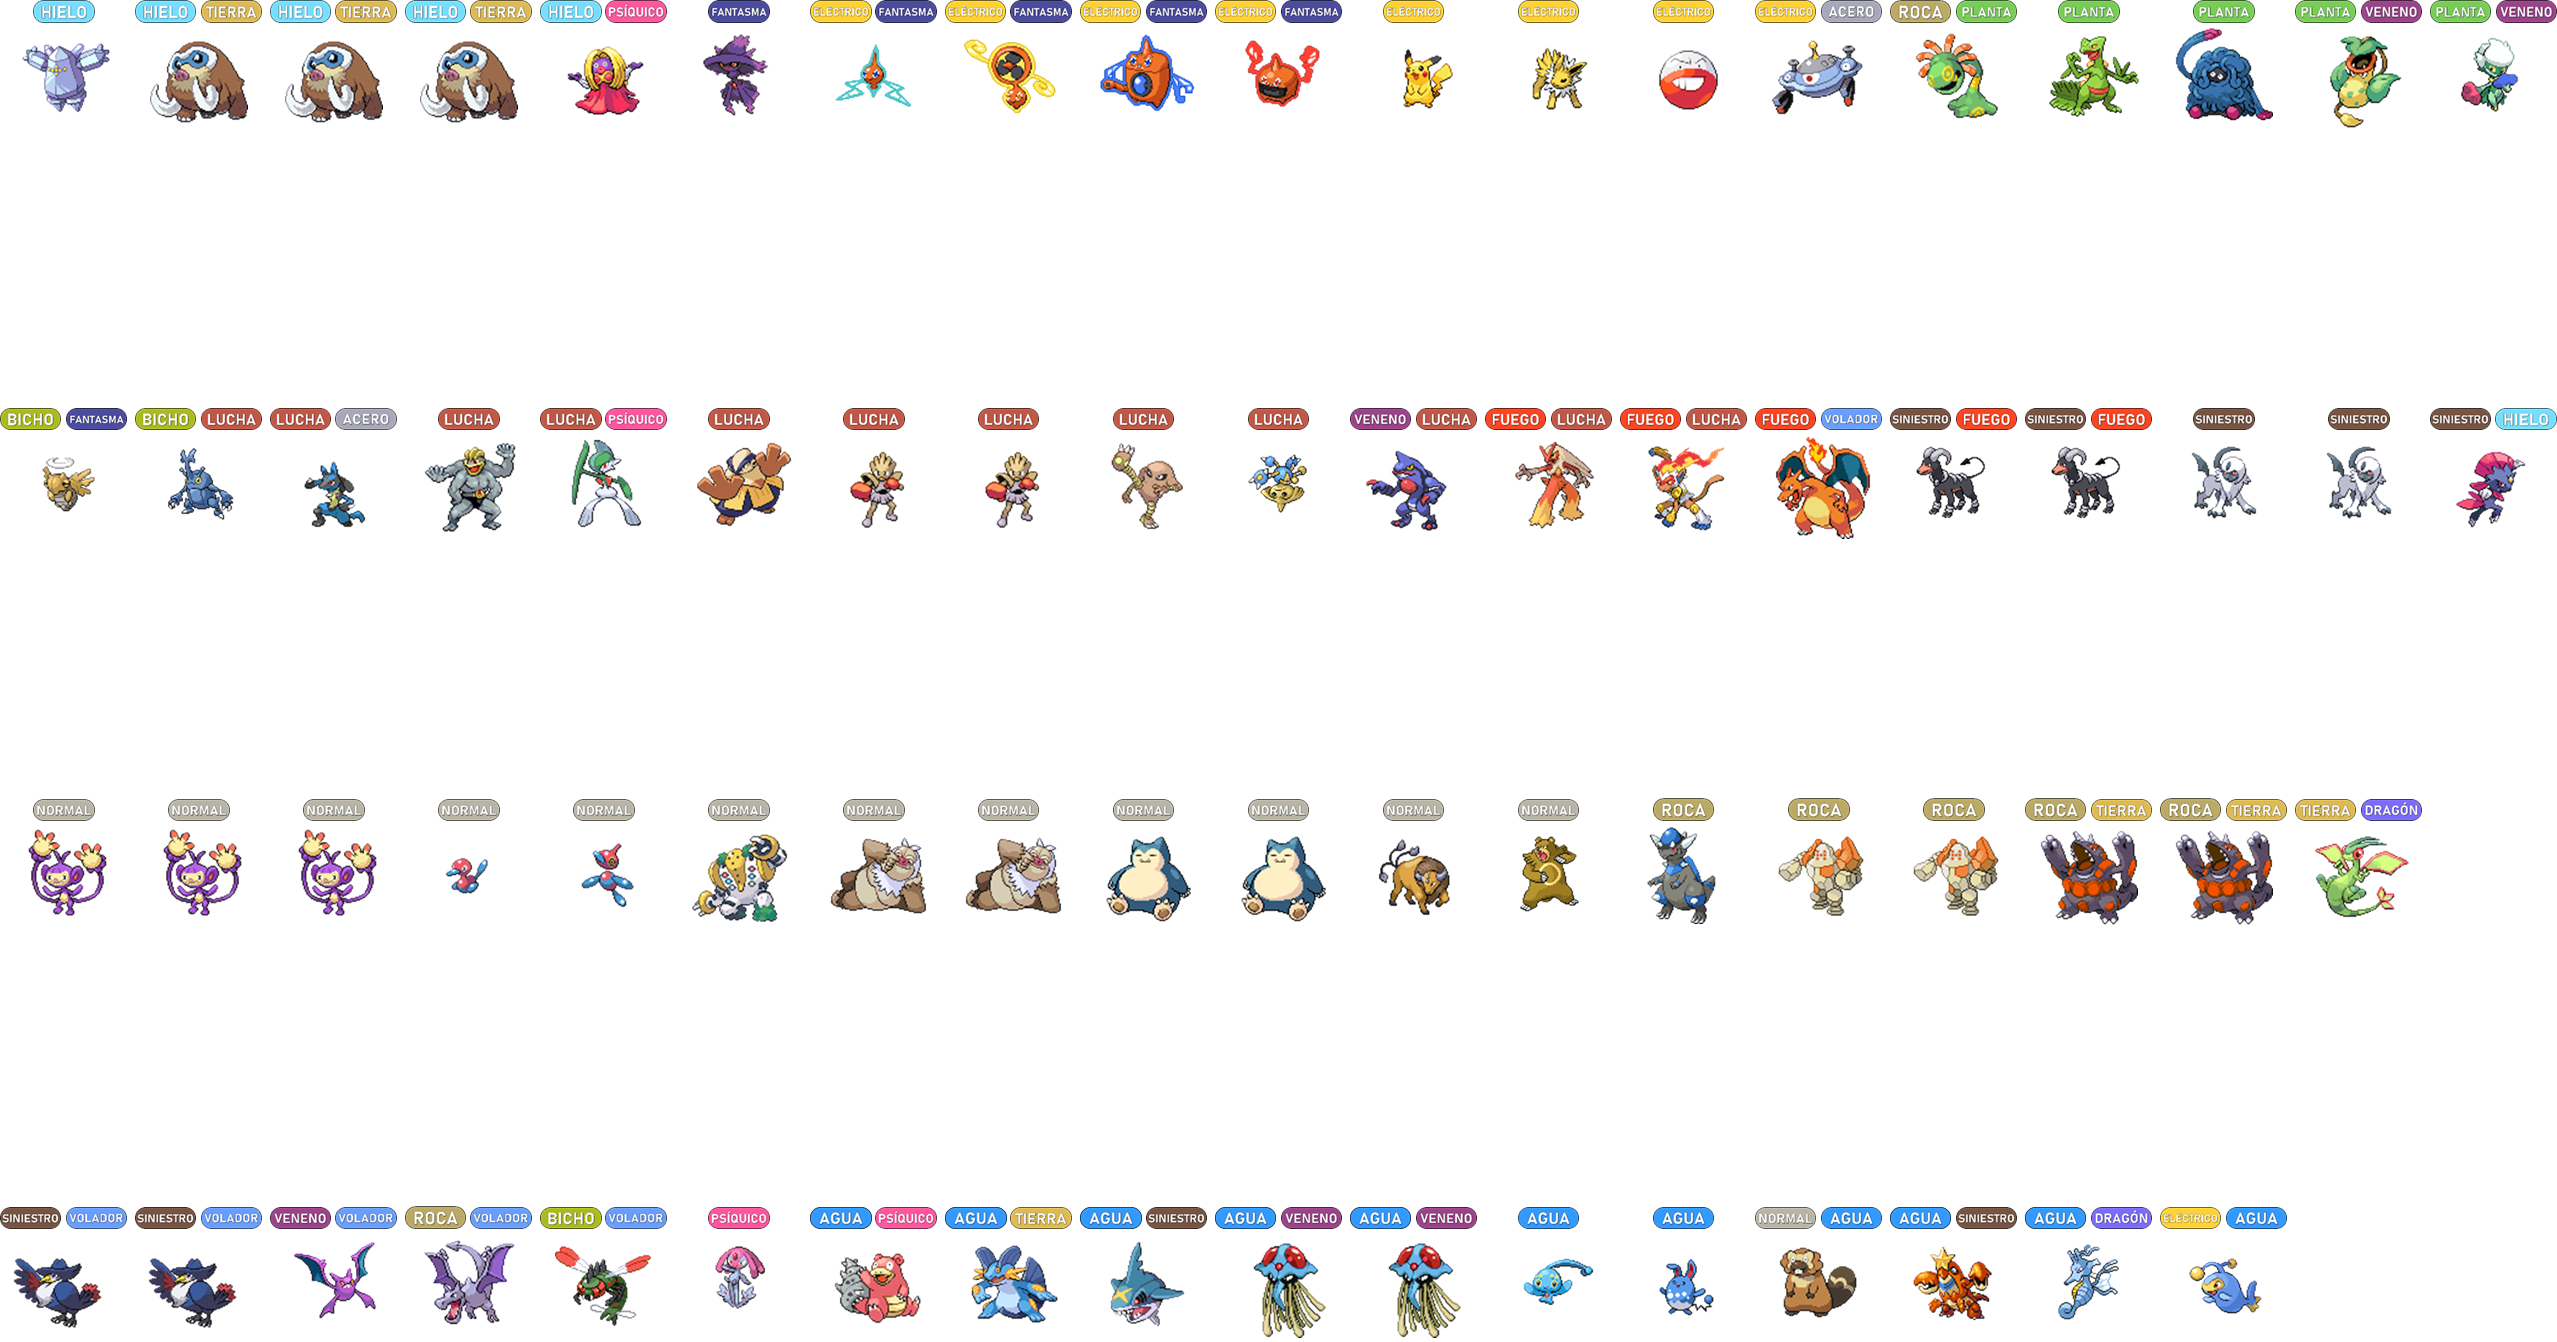 HIELO HIELO TIERRA HIELO TIERRA HIELO TIERRA HIELO PSÍQUICO FANTASMA ELÉCTRICO FANTASMA ELÉCTRICO FANTASMA ELÉCTRICO FANTASMA ELÉCTRICO FANTASMA ELÉCTRICO ELÉCTRICO ELÉCTRICO ELÉCTRICO ACERO ROCA PLANTA PLANTA PLANTA PLANTA VENENO PLANTA VENENO
BICHO FANTASMA BICHO LUCHA LUCHA ACERO LUCHA LUCHA PSÍQUICO LUCHA LUCHA LUCHA LUCHA LUCHA VENENO LUCHA FUEGO LUCHA FUEGO LUCHA FUEGO VOLADOR SINIESTRO FUEGO SINIESTRO FUEGO SINIESTRO SINIESTRO SINIESTRO HIELO
NORMAL NORMAL NORMAL NORMAL NORMAL NORMAL NORMAL NORMAL NORMAL NORMAL NORMAL NORMAL ROCA ROCA ROCA ROCA TIERRA ROCA TIERRA TIERRA DRAGÓN
SINIESTRO VOLADOR SINIESTRO VOLADOR VENENO VOLADOR ROCA VOLADOR BICHO VOLADOR PSÍQUICO AGUA PSÍQUICO AGUA TIERRA AGUA SINIESTRO AGUA VENENO AGUA VENENO AGUA AGUA NORMAL AGUA AGUA SINIESTRO AGUA DRAGÓN ELÉCTRICO AGUA